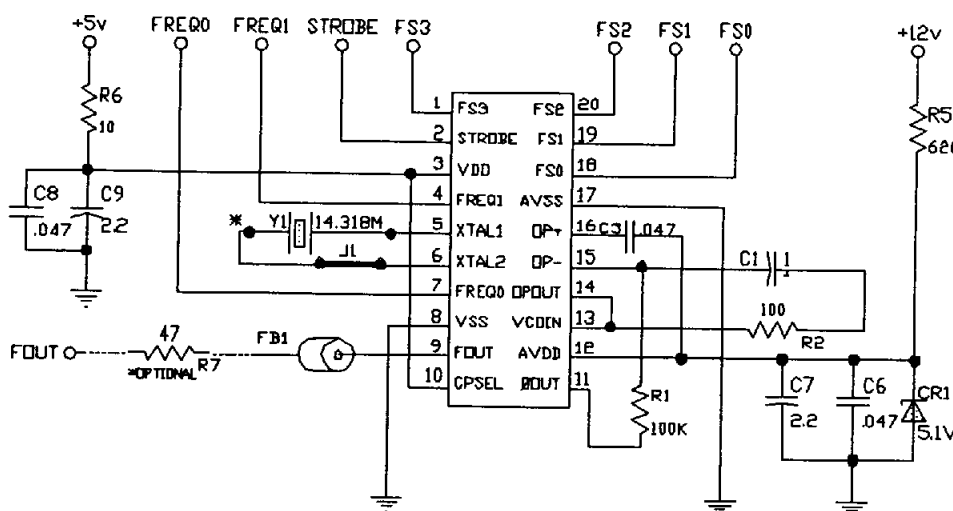 +5v FREQ0 FREQ1 STROBE FS3 FS2 FS1 FS0 +12v
R6
10
R5
1 FS3 FS2 20
2 STROBE FS1 19
3 VDD FS0 18
4 FREQ1 AVSS 17
5 XTAL1 OP+ 16
6 XTAL2 OP- 15
7 FREQ0 OPOUT 14
8 VSS VCOIN 13
9 FOUT AVDD 12
10 CPSEL ØOUT 11
C8
.047
C9
2.2
* Y1 14.318M
J1
C3 .047
C1 1
100
R2
FOUT
47
R7
*OPTIONAL
FB1
R1
100K
C7
2.2
C6
.047
CR1
5.1V